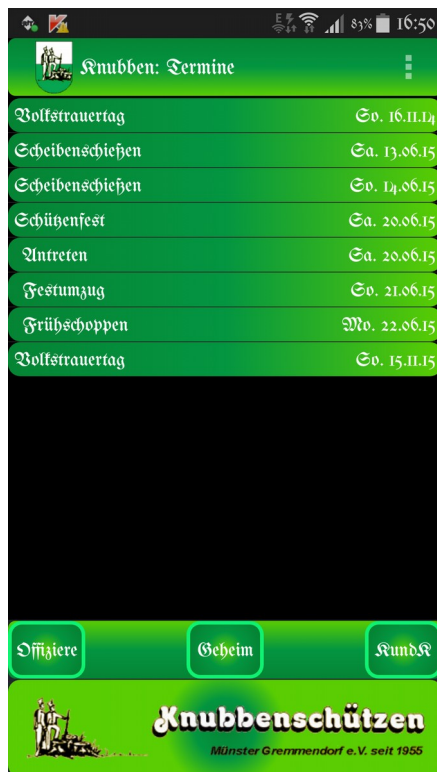 83% 16:50
Knubben: Termine
Volkstrauertag So. 16.11.14
Scheibenschießen Sa. 13.06.15
Scheibenschießen So. 14.06.15
Schützenfest Sa. 20.06.15
Antreten Sa. 20.06.15
Festumzug So. 21.06.15
Frühschoppen Mo. 22.06.15
Volkstrauertag So. 15.11.15
Offiziere Geheim KundK
Knubbenschützen
Münster Gremmendorf e.V. seit 1955